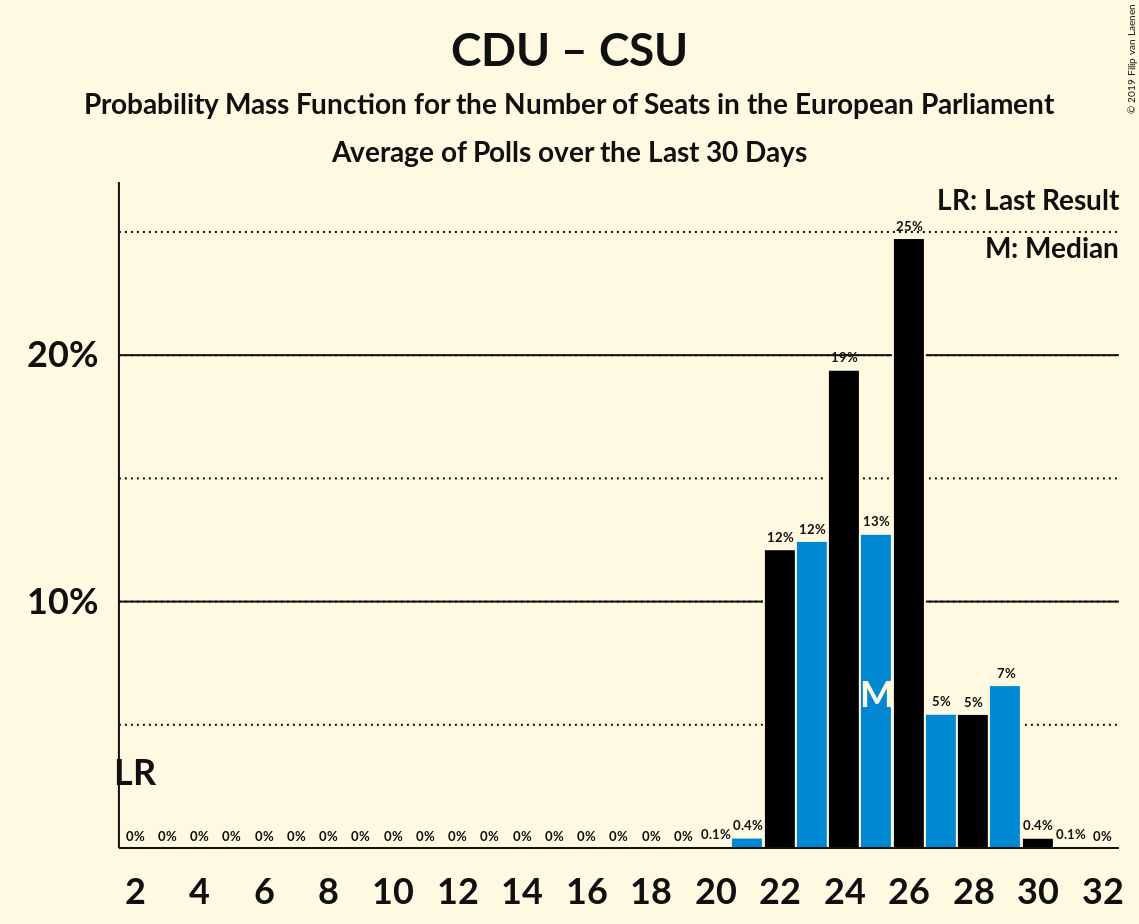 © 2019 Filip van Laenen
CDU – CSU
Probability Mass Function for the Number of Seats in the European Parliament
Average of Polls over the Last 30 Days
LR: Last Result
M: Median
25%
20%
19%
13%
12% 12%
10%
7%
M
5% 5%
LR
0% 0% 0% 0% 0% 0% 0% 0% 0% 0% 0% 0% 0% 0% 0% 0% 0% 0% 0.1% 0.4% 0.4% 0.1% 0%
2 4 6 8 10 12 14 16 18 20 22 24 26 28 30 32